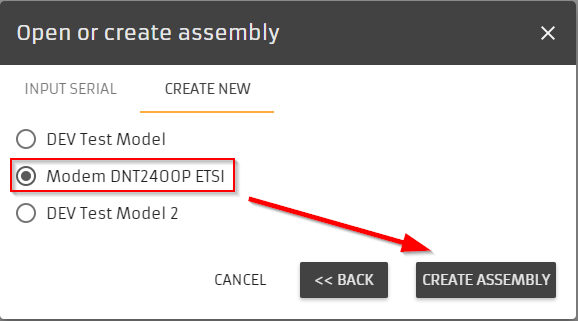 Open or create assembly
INPUT SERIAL CREATE NEW
DEV Test Model
Modem DNT2400P ETSI
DEV Test Model 2
CANCEL << BACK CREATE ASSEMBLY